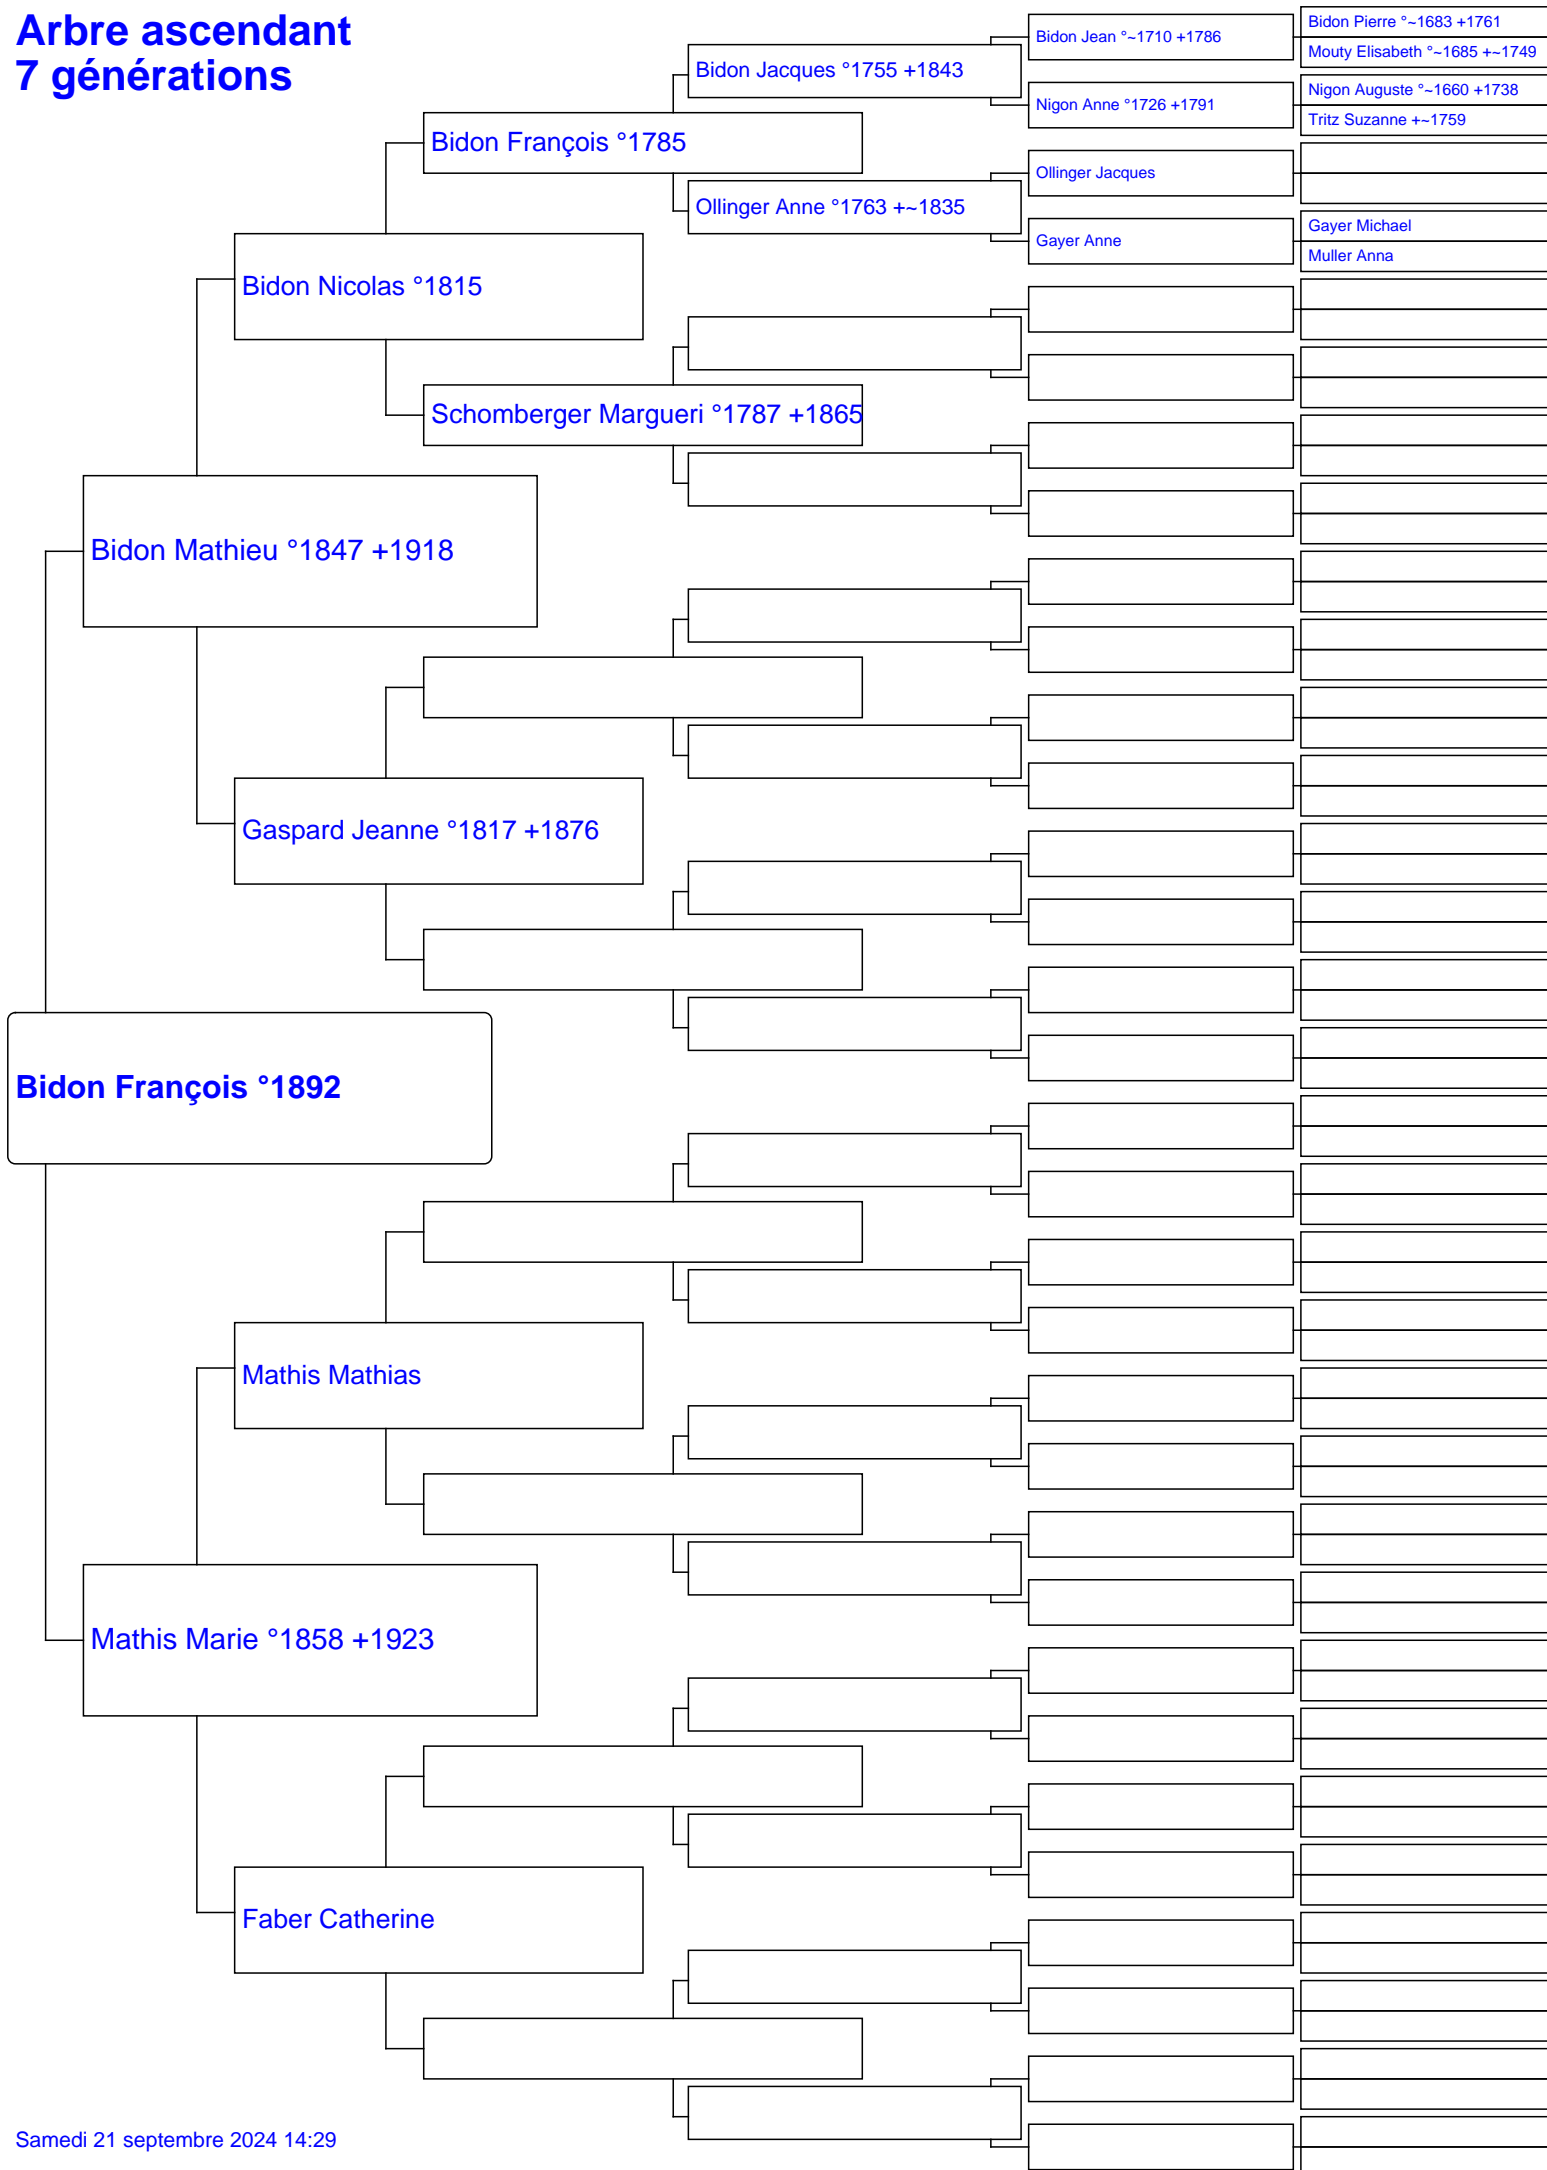 Arbre ascendant
7 générations
Bidon Pierre °~1683 +1761
Bidon Jean °~1710 +1786
Mouty Elisabeth °~1685 +~1749
Bidon Jacques °1755 +1843
Nigon Auguste °~1660 +1738
Nigon Anne °1726 +1791
Tritz Suzanne +~1759
Bidon François °1785
Ollinger Jacques
Ollinger Anne °1763 +~1835
Gayer Michael
Gayer Anne
Muller Anna
Bidon Nicolas °1815
Schomberger Margueri °1787 +1865
Bidon Mathieu °1847 +1918
Gaspard Jeanne °1817 +1876
Bidon François °1892
Mathis Mathias
Mathis Marie °1858 +1923
Faber Catherine
Samedi 21 septembre 2024 14:29